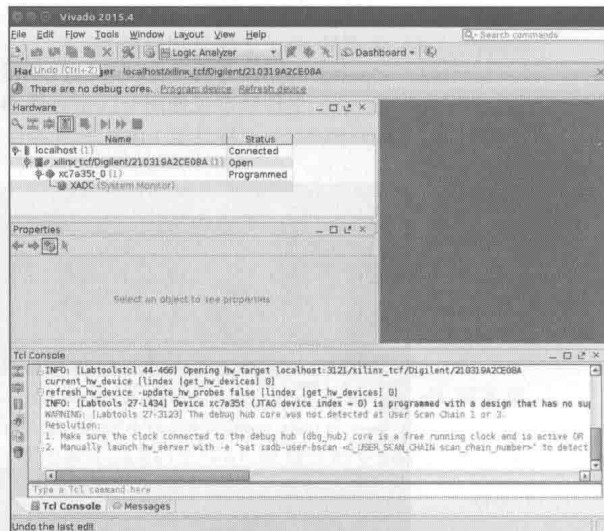 Vivado 2015.4
File Edit Flow Tools Window Layout View Help
Search commands
Logic Analyzer
Dashboard
Undo (Ctrl+Z)
localhost/xilinx_tcf/Digilent/210319A2CE08A
There are no debug cores. Program device Refresh device
Hardware
Name Status
localhost (1) Connected
xilinx_tcf/Digilent/210319A2CE08A (1) Open
xc7a35t_0 (1) Programmed
XADC (System Monitor)
Properties
Select an object to see properties
Tcl Console
INFO: [Labtoolstcl 44-466] Opening hw_target localhost:3121/xilinx_tcf/Digilent/210319A2CE08A
current_hw_device [lindex [get_hw_devices] 0]
refresh_hw_device -update_hw_probes false [lindex [get_hw_devices] 0]
INFO: [Labtools 27-1434] Device xc7a35t (JTAG device index = 0) is programmed with a design that has no sup
WARNING: [Labtools 27-3123] The debug hub core was not detected at User Scan Chain 1 or 3.
Resolution:
1. Make sure the clock connected to the debug hub (dbg_hub) core is a free running clock and is active OR
2. Manually launch hw_server with -e "set xsdb-user-bscan <C_USER_SCAN_CHAIN scan_chain_number>" to detect
Type a Tcl command here
Tcl Console Messages
Undo the last edit